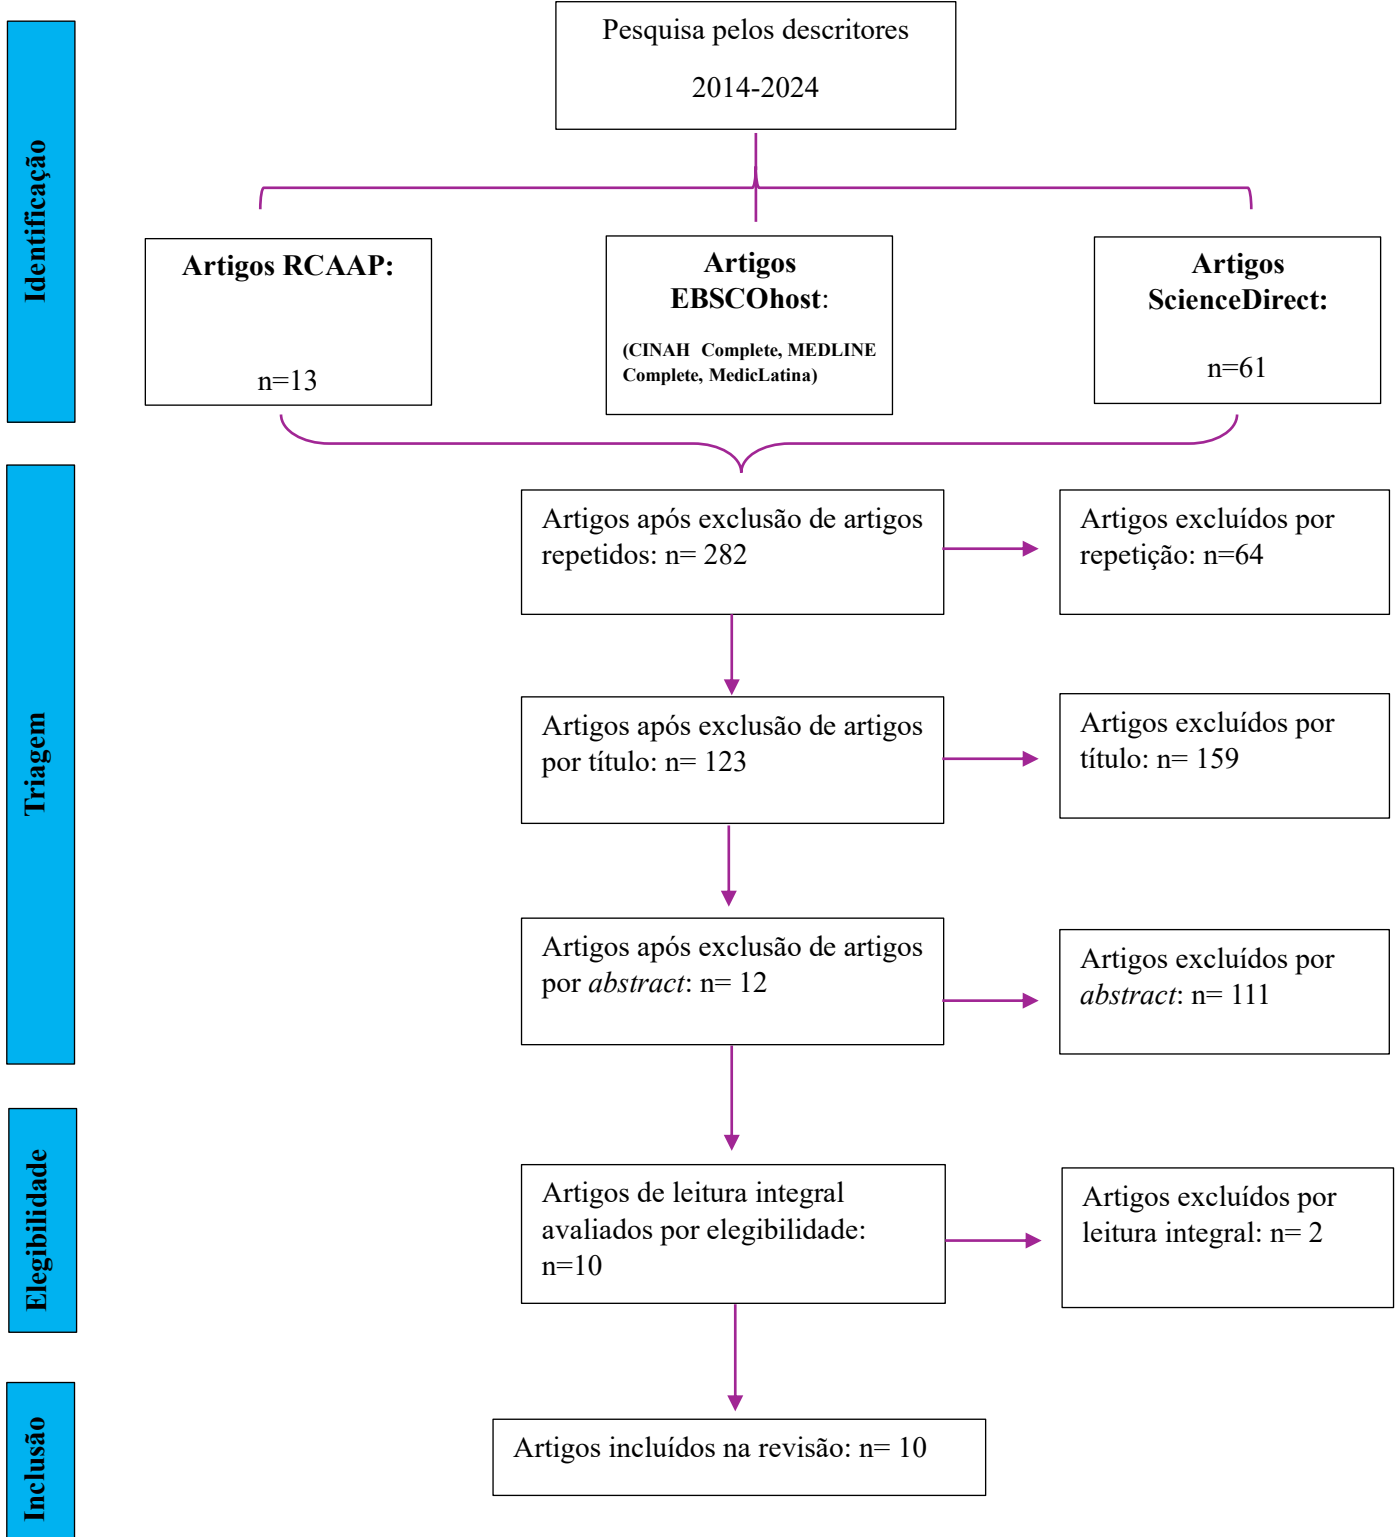 Pesquisa pelos descritores
2014-2024
Identificação
Artigos RCAAP:
n=13
Artigos
EBSCOhost:
(CINAH Complete, MEDLINE
Complete, MedicLatina)
Artigos
ScienceDirect:
n=61
Triagem
Artigos após exclusão de artigos
repetidos: n= 282
Artigos excluídos por
repetição: n=64
Artigos após exclusão de artigos
por título: n= 123
Artigos excluídos por
título: n= 159
Artigos após exclusão de artigos
por abstract: n= 12
Artigos excluídos por
abstract: n= 111
Elegibilidade
Artigos de leitura integral
avaliados por elegibilidade:
n=10
Artigos excluídos por
leitura integral: n= 2
Inclusão
Artigos incluídos na revisão: n= 10